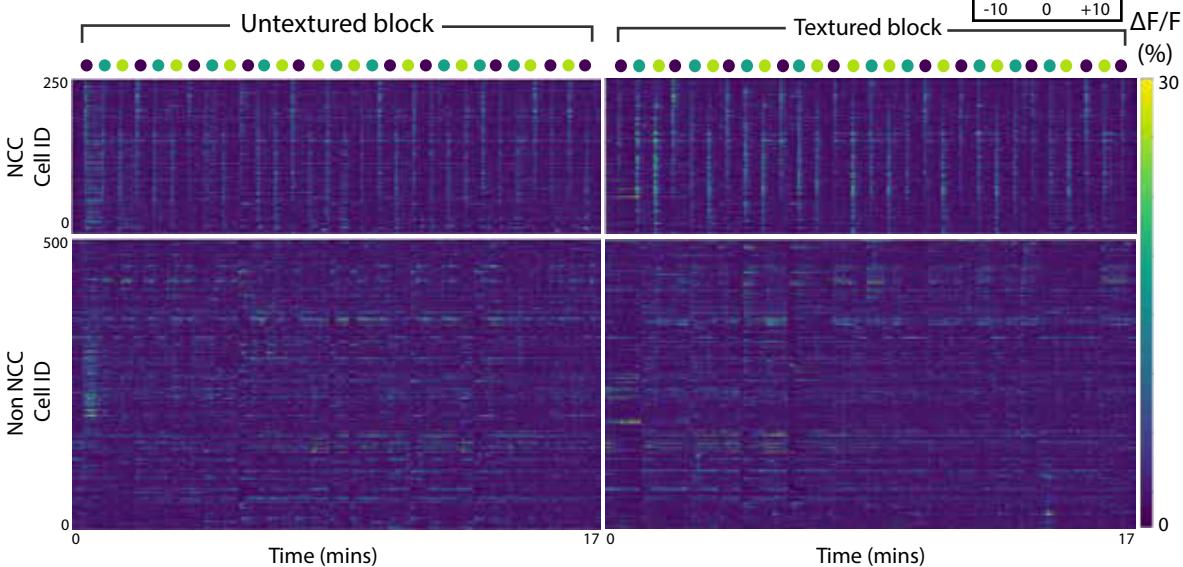 -10 0 +10
Untextured block
Textured block
ΔF/F
(%)
250
NCC
Cell ID
0
30
500
Non NCC
Cell ID
0
0
0 17 0 17
Time (mins) Time (mins)